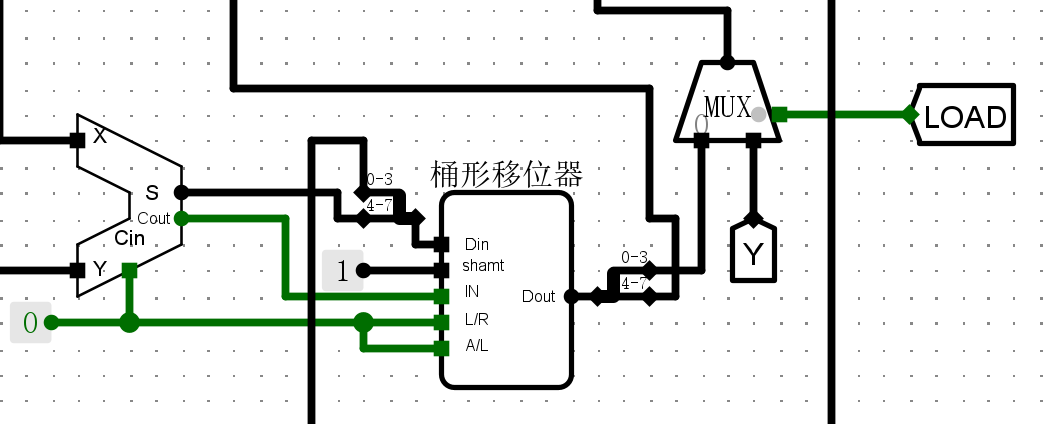 MUX
0
LOAD
X
S
Cout
Cin
Y
0-3
4-7
桶形移位器
Din
shamt
IN
L/R
A/L
Dout
1
0
0-3
4-7
Y